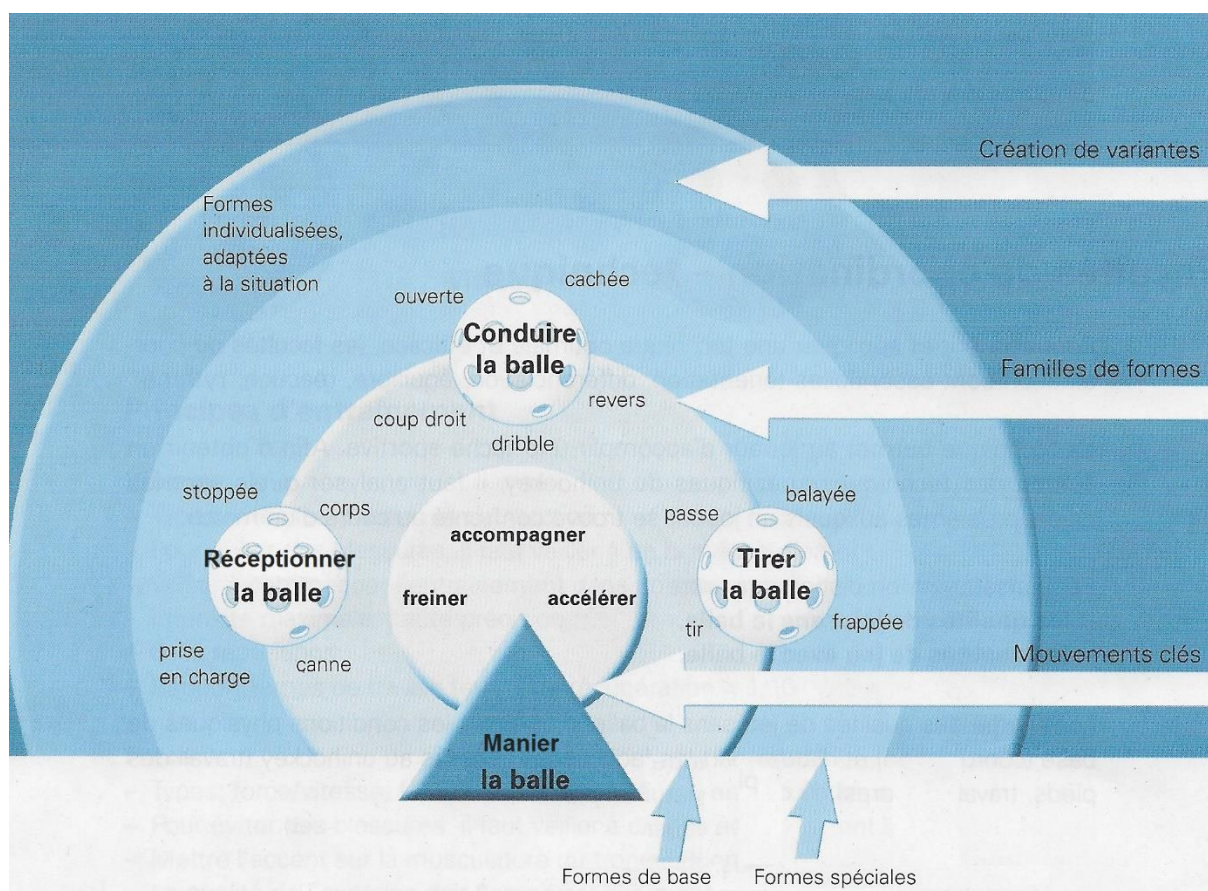 Création de variantes
Formes
individualisées,
adaptées
à la situation
cachée
ouverte
Conduire
la balle
Familles de formes
revers
coup droit
dribble
stoppée
corps
balayée
passe
accompagner
Réceptionner
la balle
Tirer
la balle
freiner
accélérer
tir
frappée
prise
en charge
canne
Mouvements clés
Manier
la balle
Formes de base
Formes spéciales